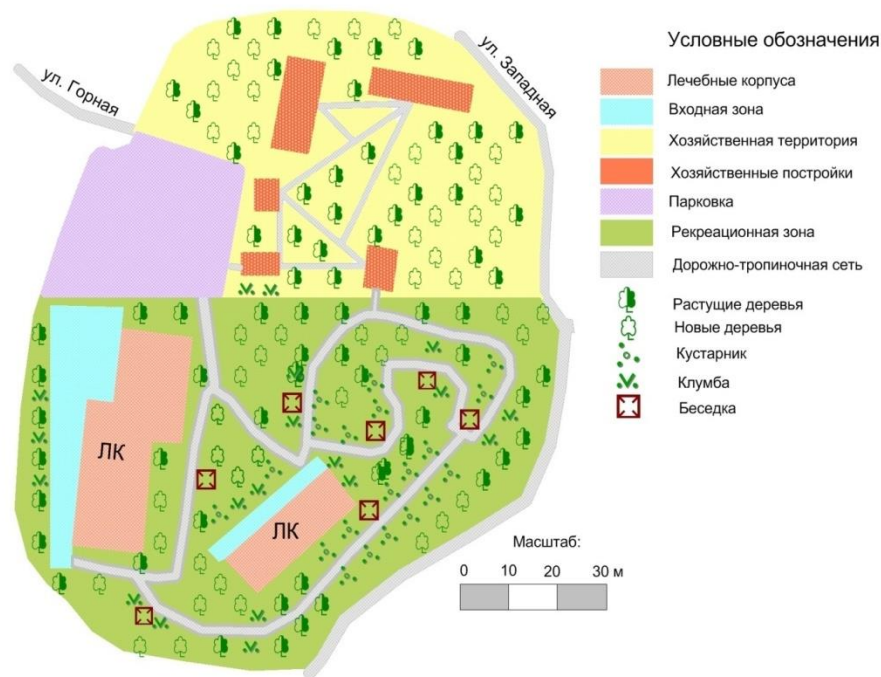 ул. Горная
ул. Западная
ЛК
ЛК
Условные обозначения
Лечебные корпуса
Входная зона
Хозяйственная территория
Хозяйственные постройки
Парковка
Рекреационная зона
Дорожно-тропиночная сеть
Растущие деревья
Новые деревья
Кустарник
Клумба
Беседка
Масштаб:
0 10 20 30 м